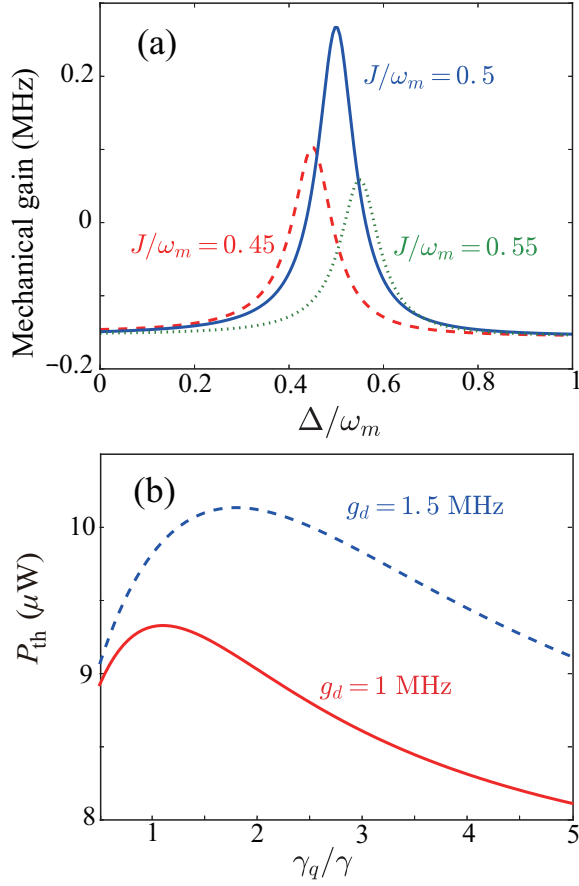 (a)
Mechanical gain (MHz)
0.2
0
−0.2
J/ω_m = 0.5
J/ω_m = 0.45
J/ω_m = 0.55
0 0.2 0.4 0.6 0.8 1
Δ/ω_m
(b)
P_th (μW)
10
9
8
g_d = 1.5 MHz
g_d = 1 MHz
1 2 3 4 5
γ_q/γ